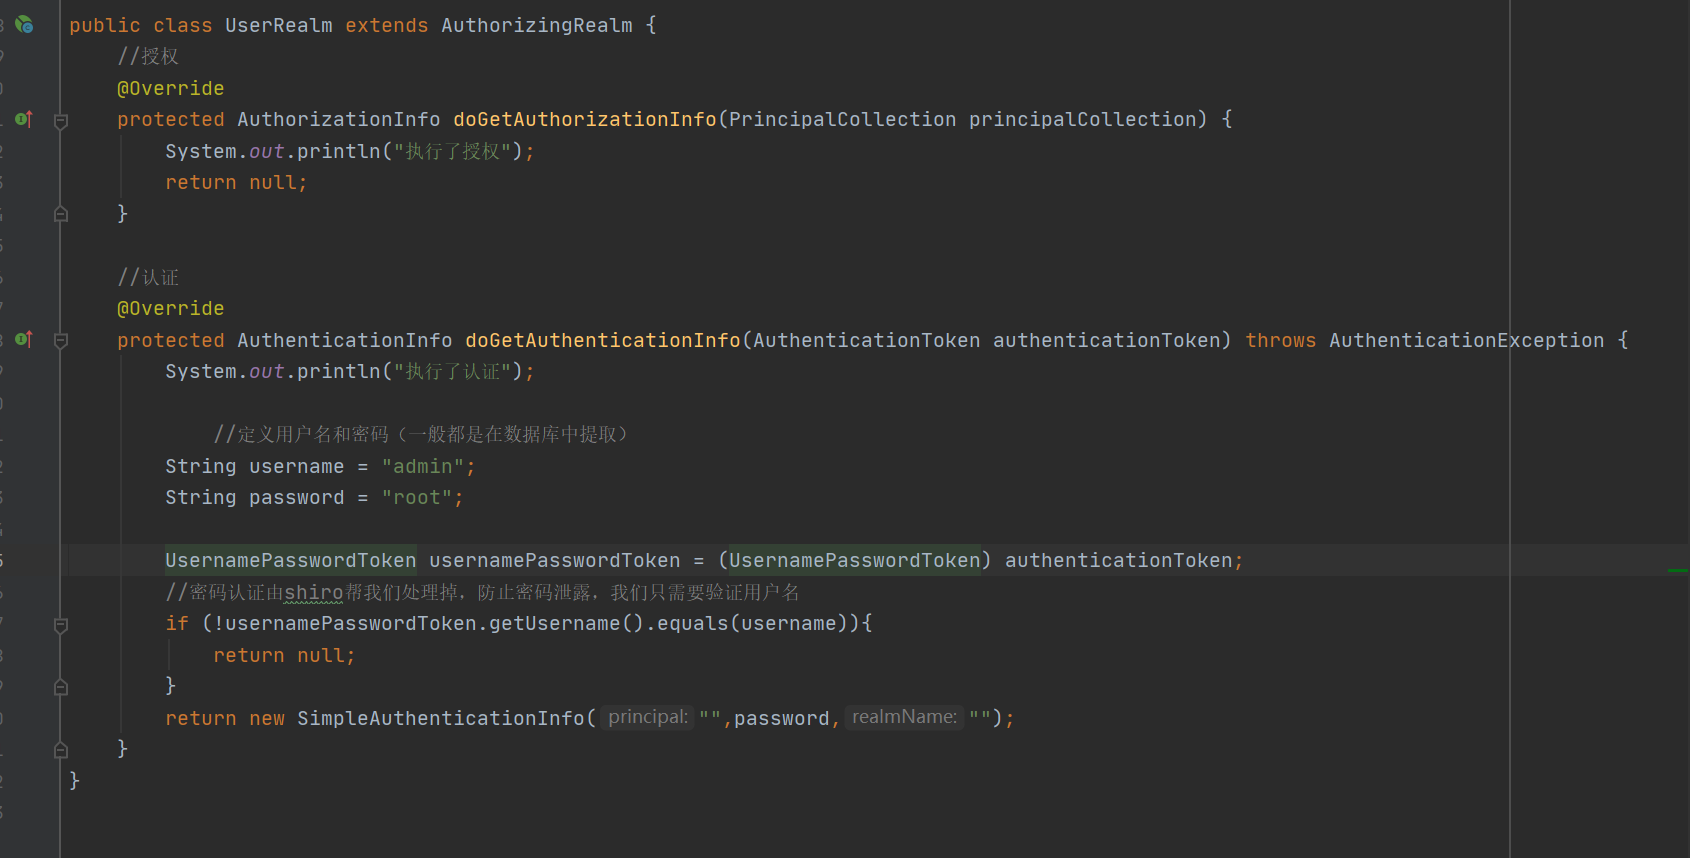 public class UserRealm extends AuthorizingRealm {
//授权
@Override
protected AuthorizationInfo doGetAuthorizationInfo(PrincipalCollection principalCollection) {
System.out.println("执行了授权");
return null;
}
//认证
@Override
protected AuthenticationInfo doGetAuthenticationInfo(AuthenticationToken authenticationToken) throws AuthenticationException {
System.out.println("执行了认证");
//定义用户名和密码（一般都是在数据库中提取）
String username = "admin";
String password = "root";
UsernamePasswordToken usernamePasswordToken = (UsernamePasswordToken) authenticationToken;
//密码认证由shiro帮我们处理掉，防止密码泄露，我们只需要验证用户名
if (!usernamePasswordToken.getUsername().equals(username)){
return null;
}
return new SimpleAuthenticationInfo( principal: "",password, realmName: "");
}
}